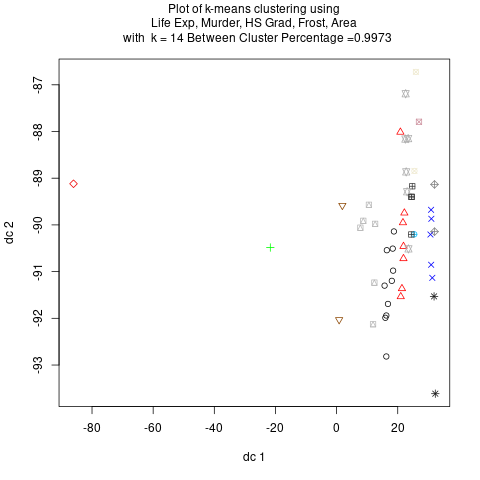 Plot of k-means clustering using
Life Exp, Murder, HS Grad, Frost, Area
with k = 14 Between Cluster Percentage =0.9973
dc 2
-87
-88
-89
-90
-91
-92
-93
-80 -60 -40 -20 0 20
dc 1